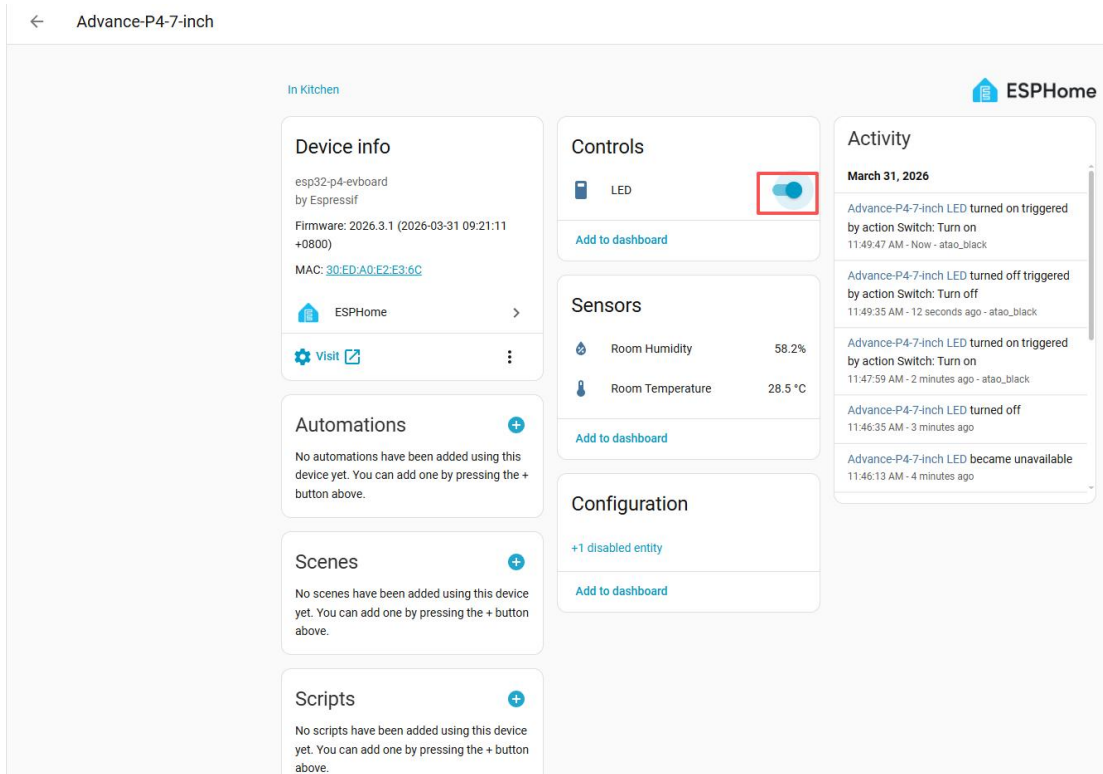 Advance-P4-7-inch
In Kitchen
ESPHome
Device info
esp32-p4-evboard
by Espressif
Firmware: 2026.3.1 (2026-03-31 09:21:11
+0800)
MAC: 30:ED:A0:E2:E3:6C
ESPHome
Visit
Automations
No automations have been added using this
device yet. You can add one by pressing the +
button above.
Scenes
No scenes have been added using this device
yet. You can add one by pressing the + button
above.
Scripts
No scripts have been added using this device
yet. You can add one by pressing the + button
above.
Controls
LED
Add to dashboard
Sensors
Room Humidity 58.2%
Room Temperature 28.5 °C
Add to dashboard
Configuration
+1 disabled entity
Add to dashboard
Activity
March 31, 2026
Advance-P4-7-inch LED turned on triggered
by action Switch: Turn on
11:49:47 AM - Now - atao_black
Advance-P4-7-inch LED turned off triggered
by action Switch: Turn off
11:49:35 AM - 12 seconds ago - atao_black
Advance-P4-7-inch LED turned on triggered
by action Switch: Turn on
11:47:59 AM - 2 minutes ago - atao_black
Advance-P4-7-inch LED turned off
11:46:35 AM - 3 minutes ago
Advance-P4-7-inch LED became unavailable
11:46:13 AM - 4 minutes ago